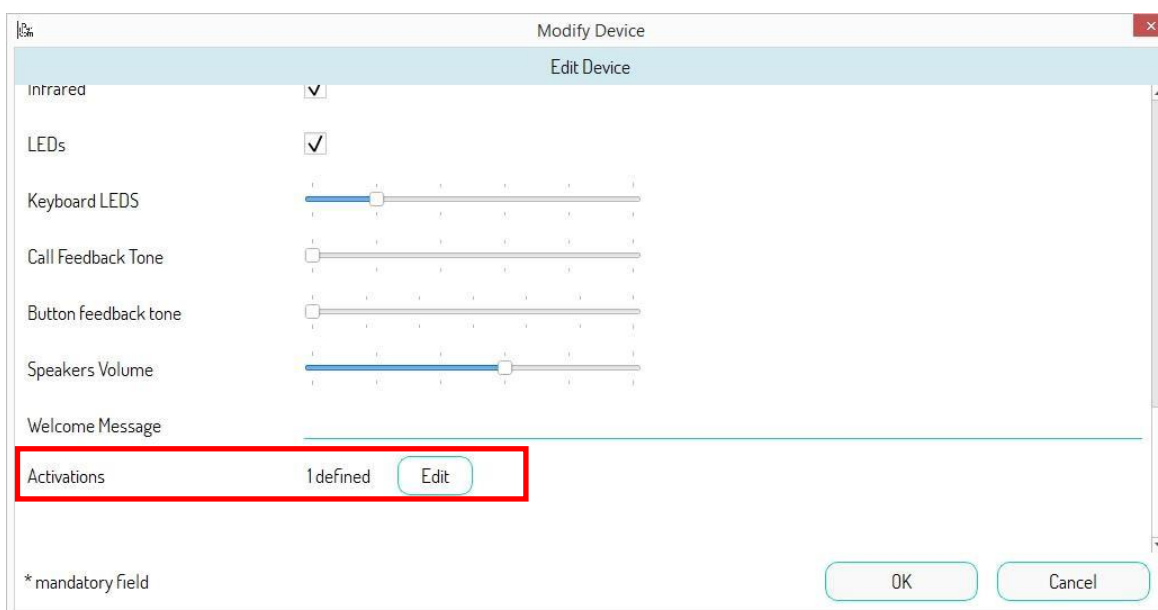 Modify Device
Edit Device
Infrared
LEDs
Keyboard LEDS
Call Feedback Tone
Button feedback tone
Speakers Volume
Welcome Message
Activations 1 defined Edit
* mandatory field OK Cancel